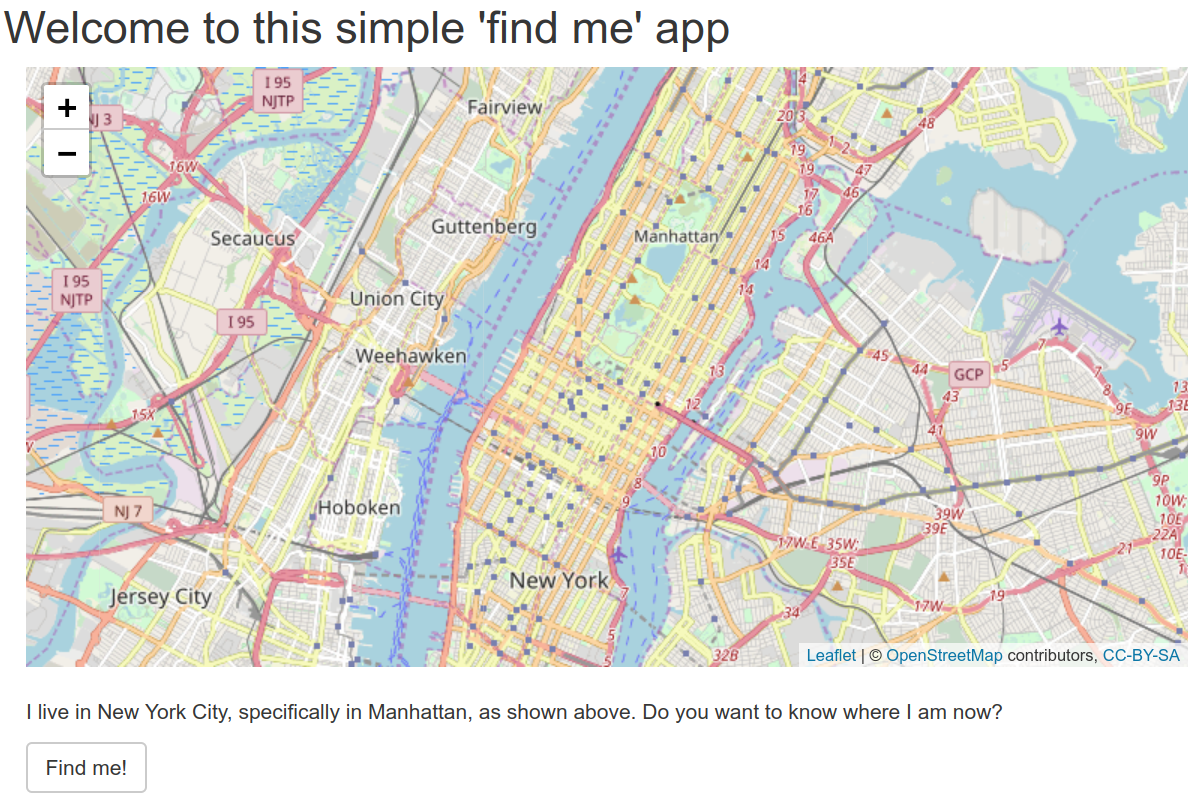 Welcome to this simple 'find me' app
+
−
I 95
NJTP
NJ 3
Fairview
4
20 3
48
19
1 2
16W
19
47
16W
17
46
16
Guttenberg
Secaucus
Manhattan
15
46A
14
I 95
NJTP
14
Union City
I 95
Weehawken
7
45
44
5
GCP
13
7
8
13
43
12
9E
13E
15X
41
9W
10
8
9P
9
10W;
NJ 7
Hoboken
39W
39E
10E
22A
17W-E
35W;
35E
21
10E-
New York
Jersey City
7
19
17W
34
5
5
32B
Leaflet | © OpenStreetMap contributors, CC-BY-SA
I live in New York City, specifically in Manhattan, as shown above. Do you want to know where I am now?
Find me!